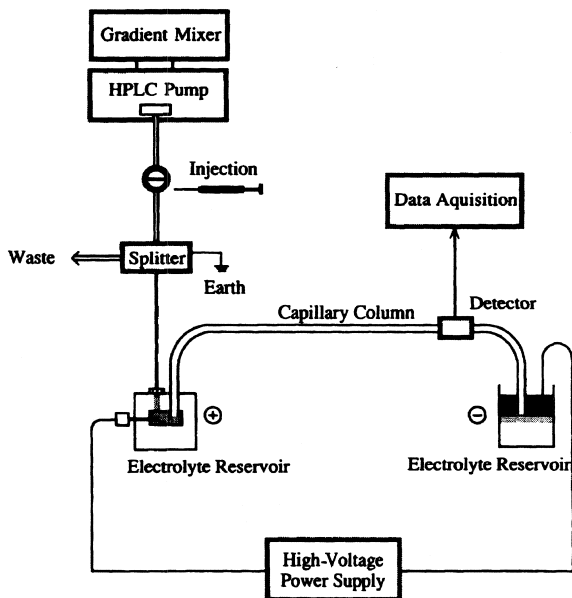 Gradient Mixer
HPLC Pump
Injection
Data Aquisition
Waste
Splitter
Earth
Detector
Capillary Column
+
−
Electrolyte Reservoir
Electrolyte Reservoir
High-Voltage
Power Supply